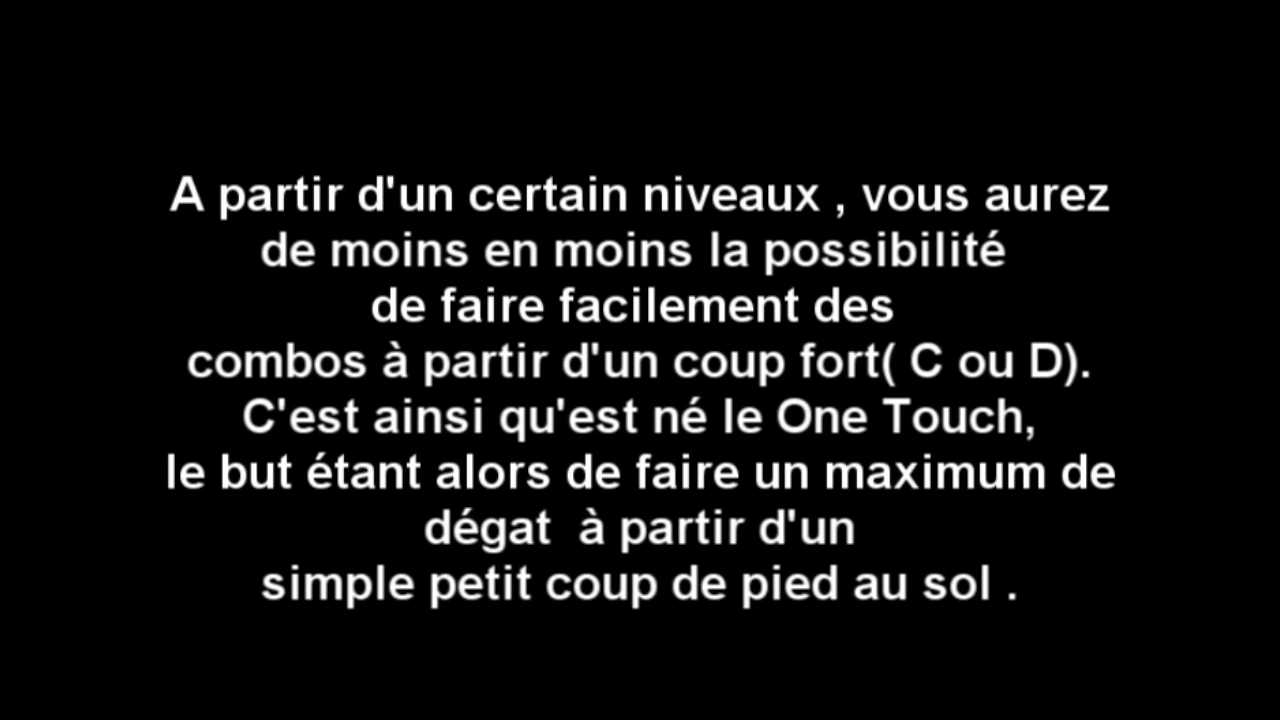 A partir d'un certain niveaux , vous aurez
de moins en moins la possibilité
de faire facilement des
combos à partir d'un coup fort( C ou D).
C'est ainsi qu'est né le One Touch,
le but étant alors de faire un maximum de
dégat  à partir d'un
simple petit coup de pied au sol .